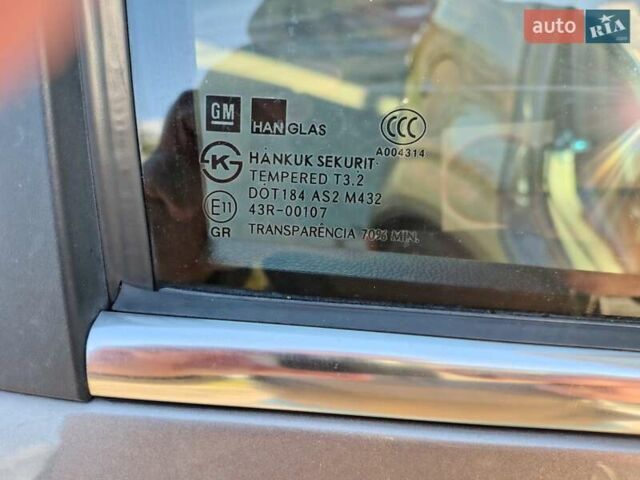 auto RIA
GM HANGLAS CCC
A004314
KS HANKUK SEKURIT
TEMPERED T3.2
DOT184 AS2 M432
E11 43R-00107
GR TRANSPARÊNCIA 70% MIN.